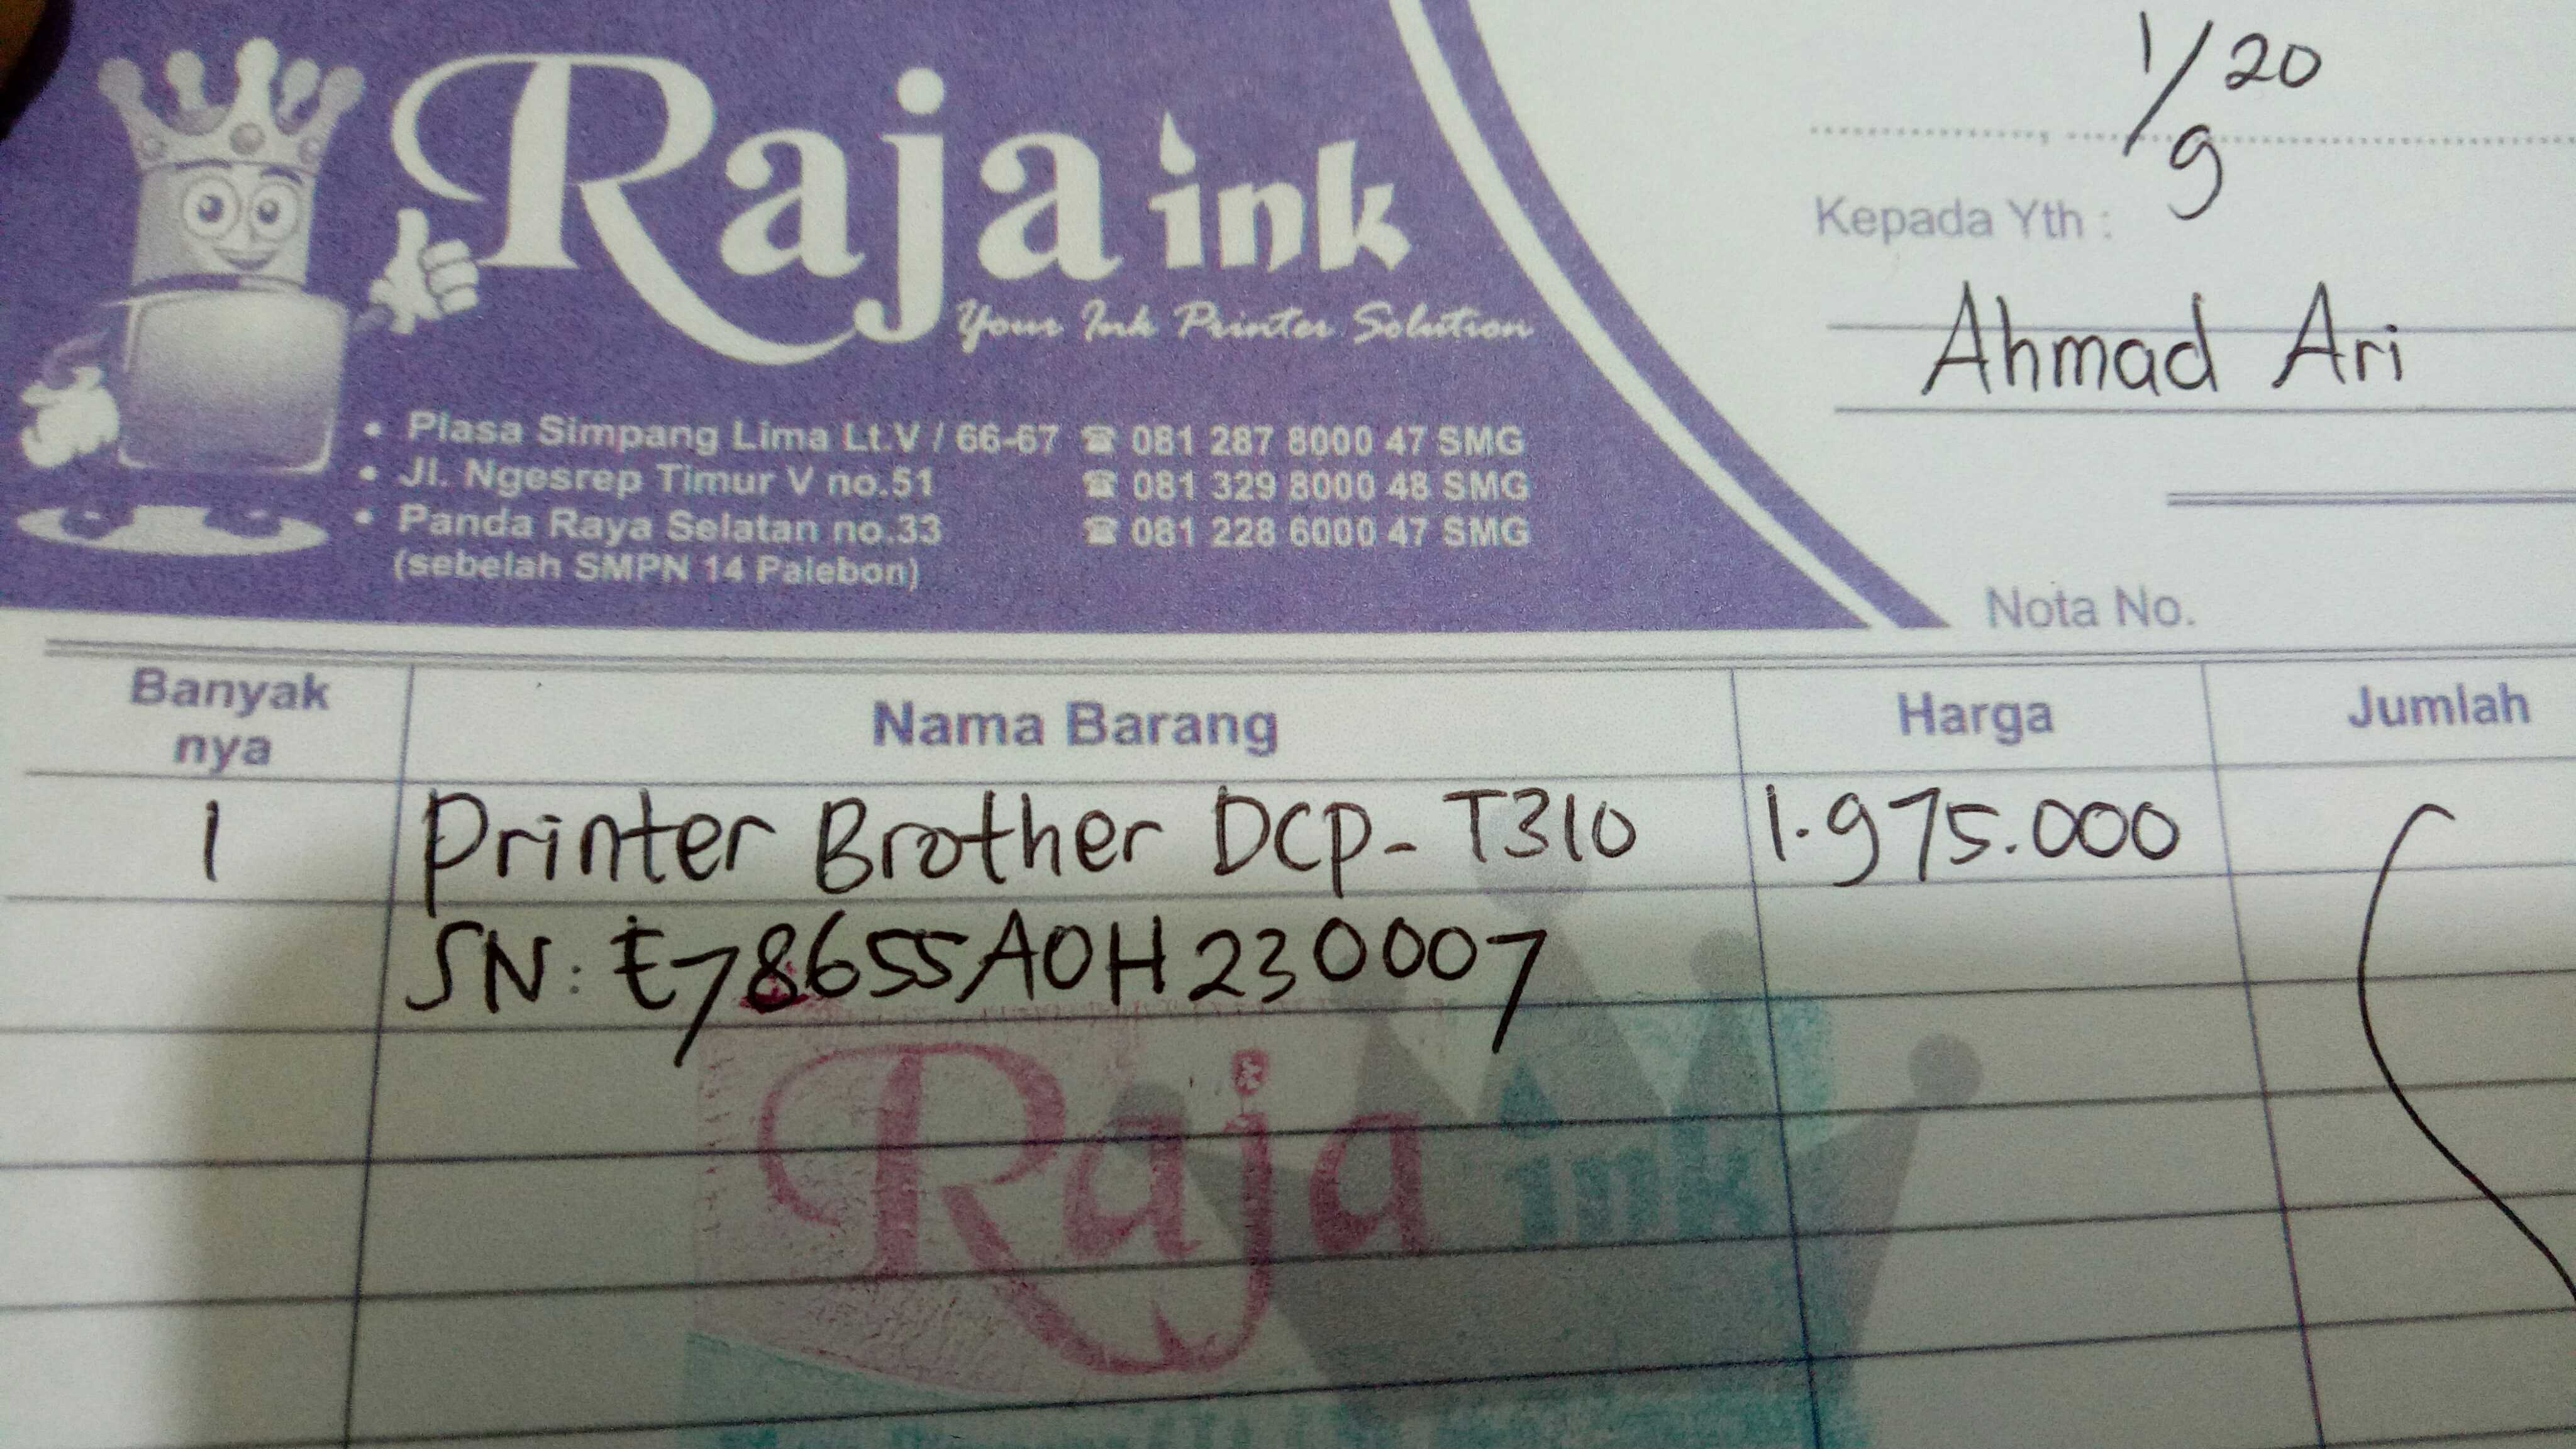 Raja ink
Your Ink Printer Solution
• Plasa Simpang Lima Lt.V / 66-67 ☎ 081 287 8000 47 SMG
• Jl. Ngesrep Timur V no.51 ☎ 081 329 8000 48 SMG
• Panda Raya Selatan no.33 ☎ 081 228 6000 47 SMG
(sebelah SMPN 14 Palebon)
1/9 20
Kepada Yth :
Ahmad Ari
Nota No.
Banyak nya Nama Barang Harga Jumlah
1 Printer Brother DCP-T310 1.975.000
SN: E78655A0H230007
Raja ink